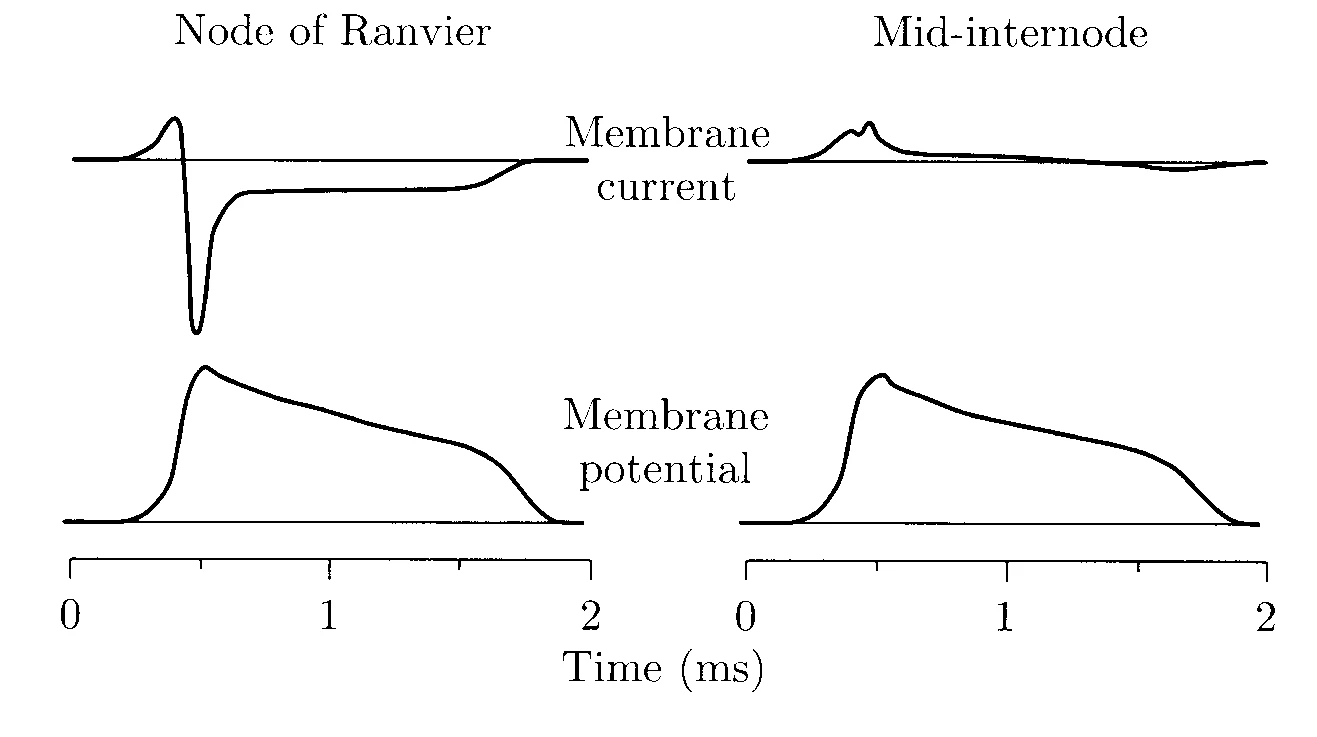 Node of Ranvier
Mid-internode
Membrane
current
Membrane
potential
0 1 2
0 1 2
Time (ms)